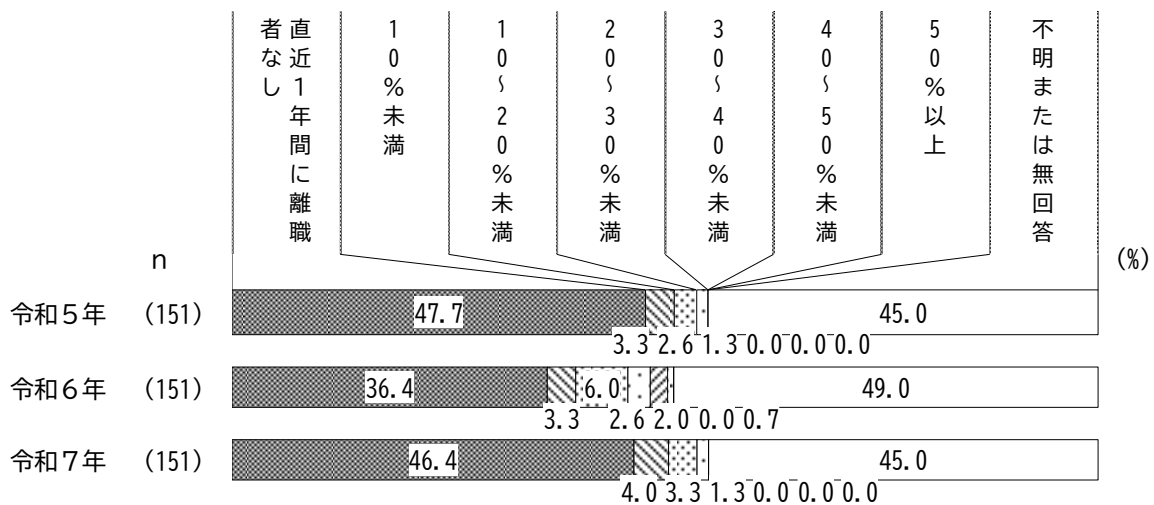 直近１年間に離職
者なし
１０％未満
１０～２０％未満
２０～３０％未満
３０～４０％未満
４０～５０％未満
５０％以上
不明または無回答
n
(%)
令和５年 (151) 47.7 45.0
3.3 2.6 1.3 0.0 0.0 0.0
令和６年 (151) 36.4 6.0 49.0
3.3 2.6 2.0 0.0 0.7
令和７年 (151) 46.4 45.0
4.0 3.3 1.3 0.0 0.0 0.0